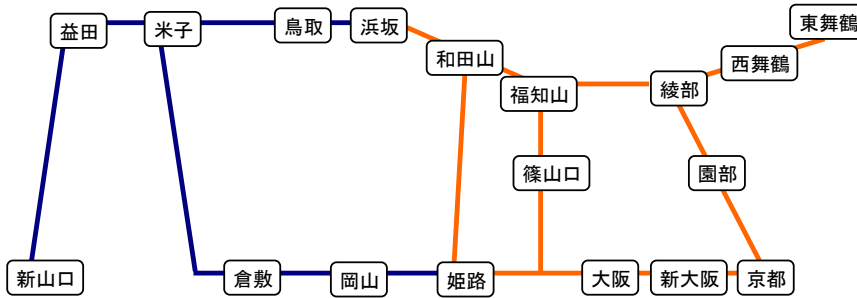 東舞鶴
益田
米子
鳥取
浜坂
和田山
西舞鶴
福知山
綾部
篠山口
園部
新山口
倉敷
岡山
姫路
大阪
新大阪
京都